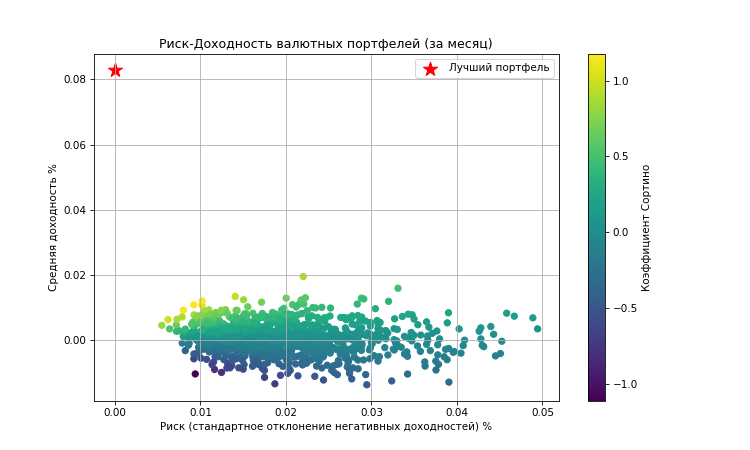 Риск-Доходность валютных портфелей (за месяц)
Лучший портфель
Средняя доходность %
0.08
0.06
0.04
0.02
0.00
0.00 0.01 0.02 0.03 0.04 0.05
Риск (стандартное отклонение негативных доходностей) %
1.0
0.5
0.0
−0.5
−1.0
Коэффициент Сортино